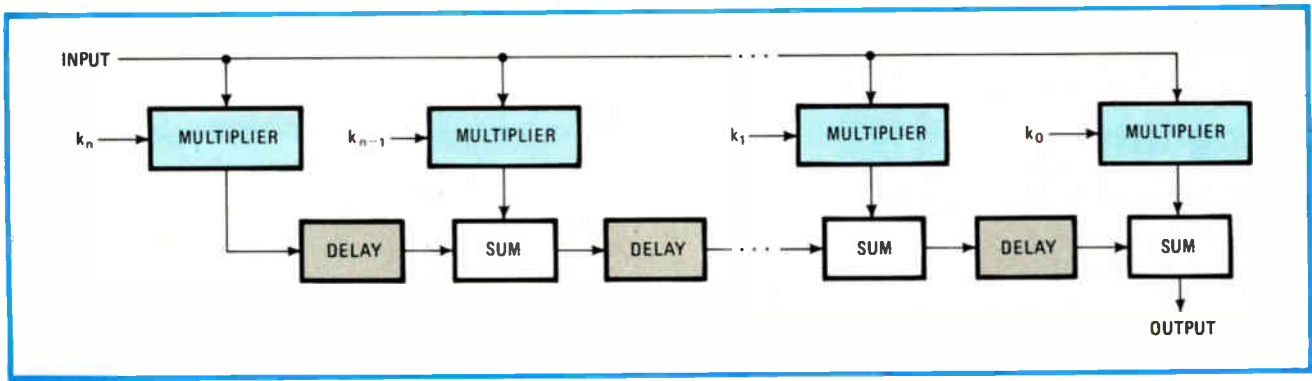 INPUT
kₙ MULTIPLIER kₙ₋₁ MULTIPLIER ... k₁ MULTIPLIER k₀ MULTIPLIER
DELAY SUM DELAY ... SUM DELAY SUM
OUTPUT